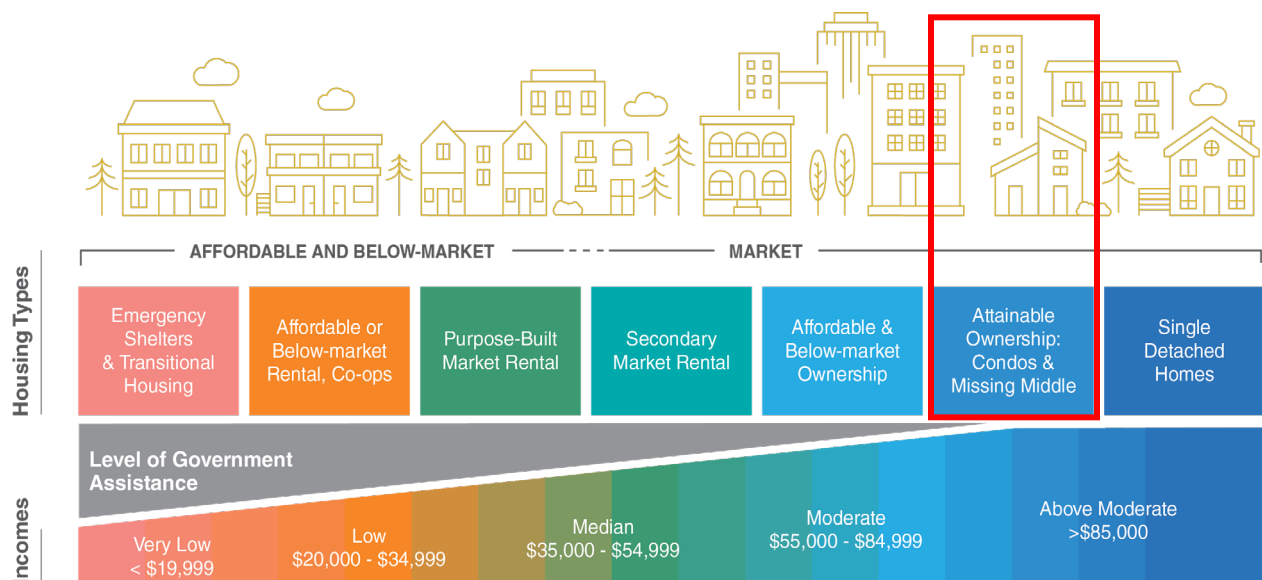 AFFORDABLE AND BELOW-MARKET
MARKET
Housing Types
Emergency
Shelters
& Transitional
Housing
Affordable or
Below-market
Rental, Co-ops
Purpose-Built
Market Rental
Secondary
Market Rental
Affordable &
Below-market
Ownership
Attainable
Ownership:
Condos &
Missing Middle
Single
Detached
Homes
Level of Government
Assistance
Very Low
< $19,999
Low
$20,000 - $34,999
Median
$35,000 - $54,999
Moderate
$55,000 - $84,999
Above Moderate
>$85,000